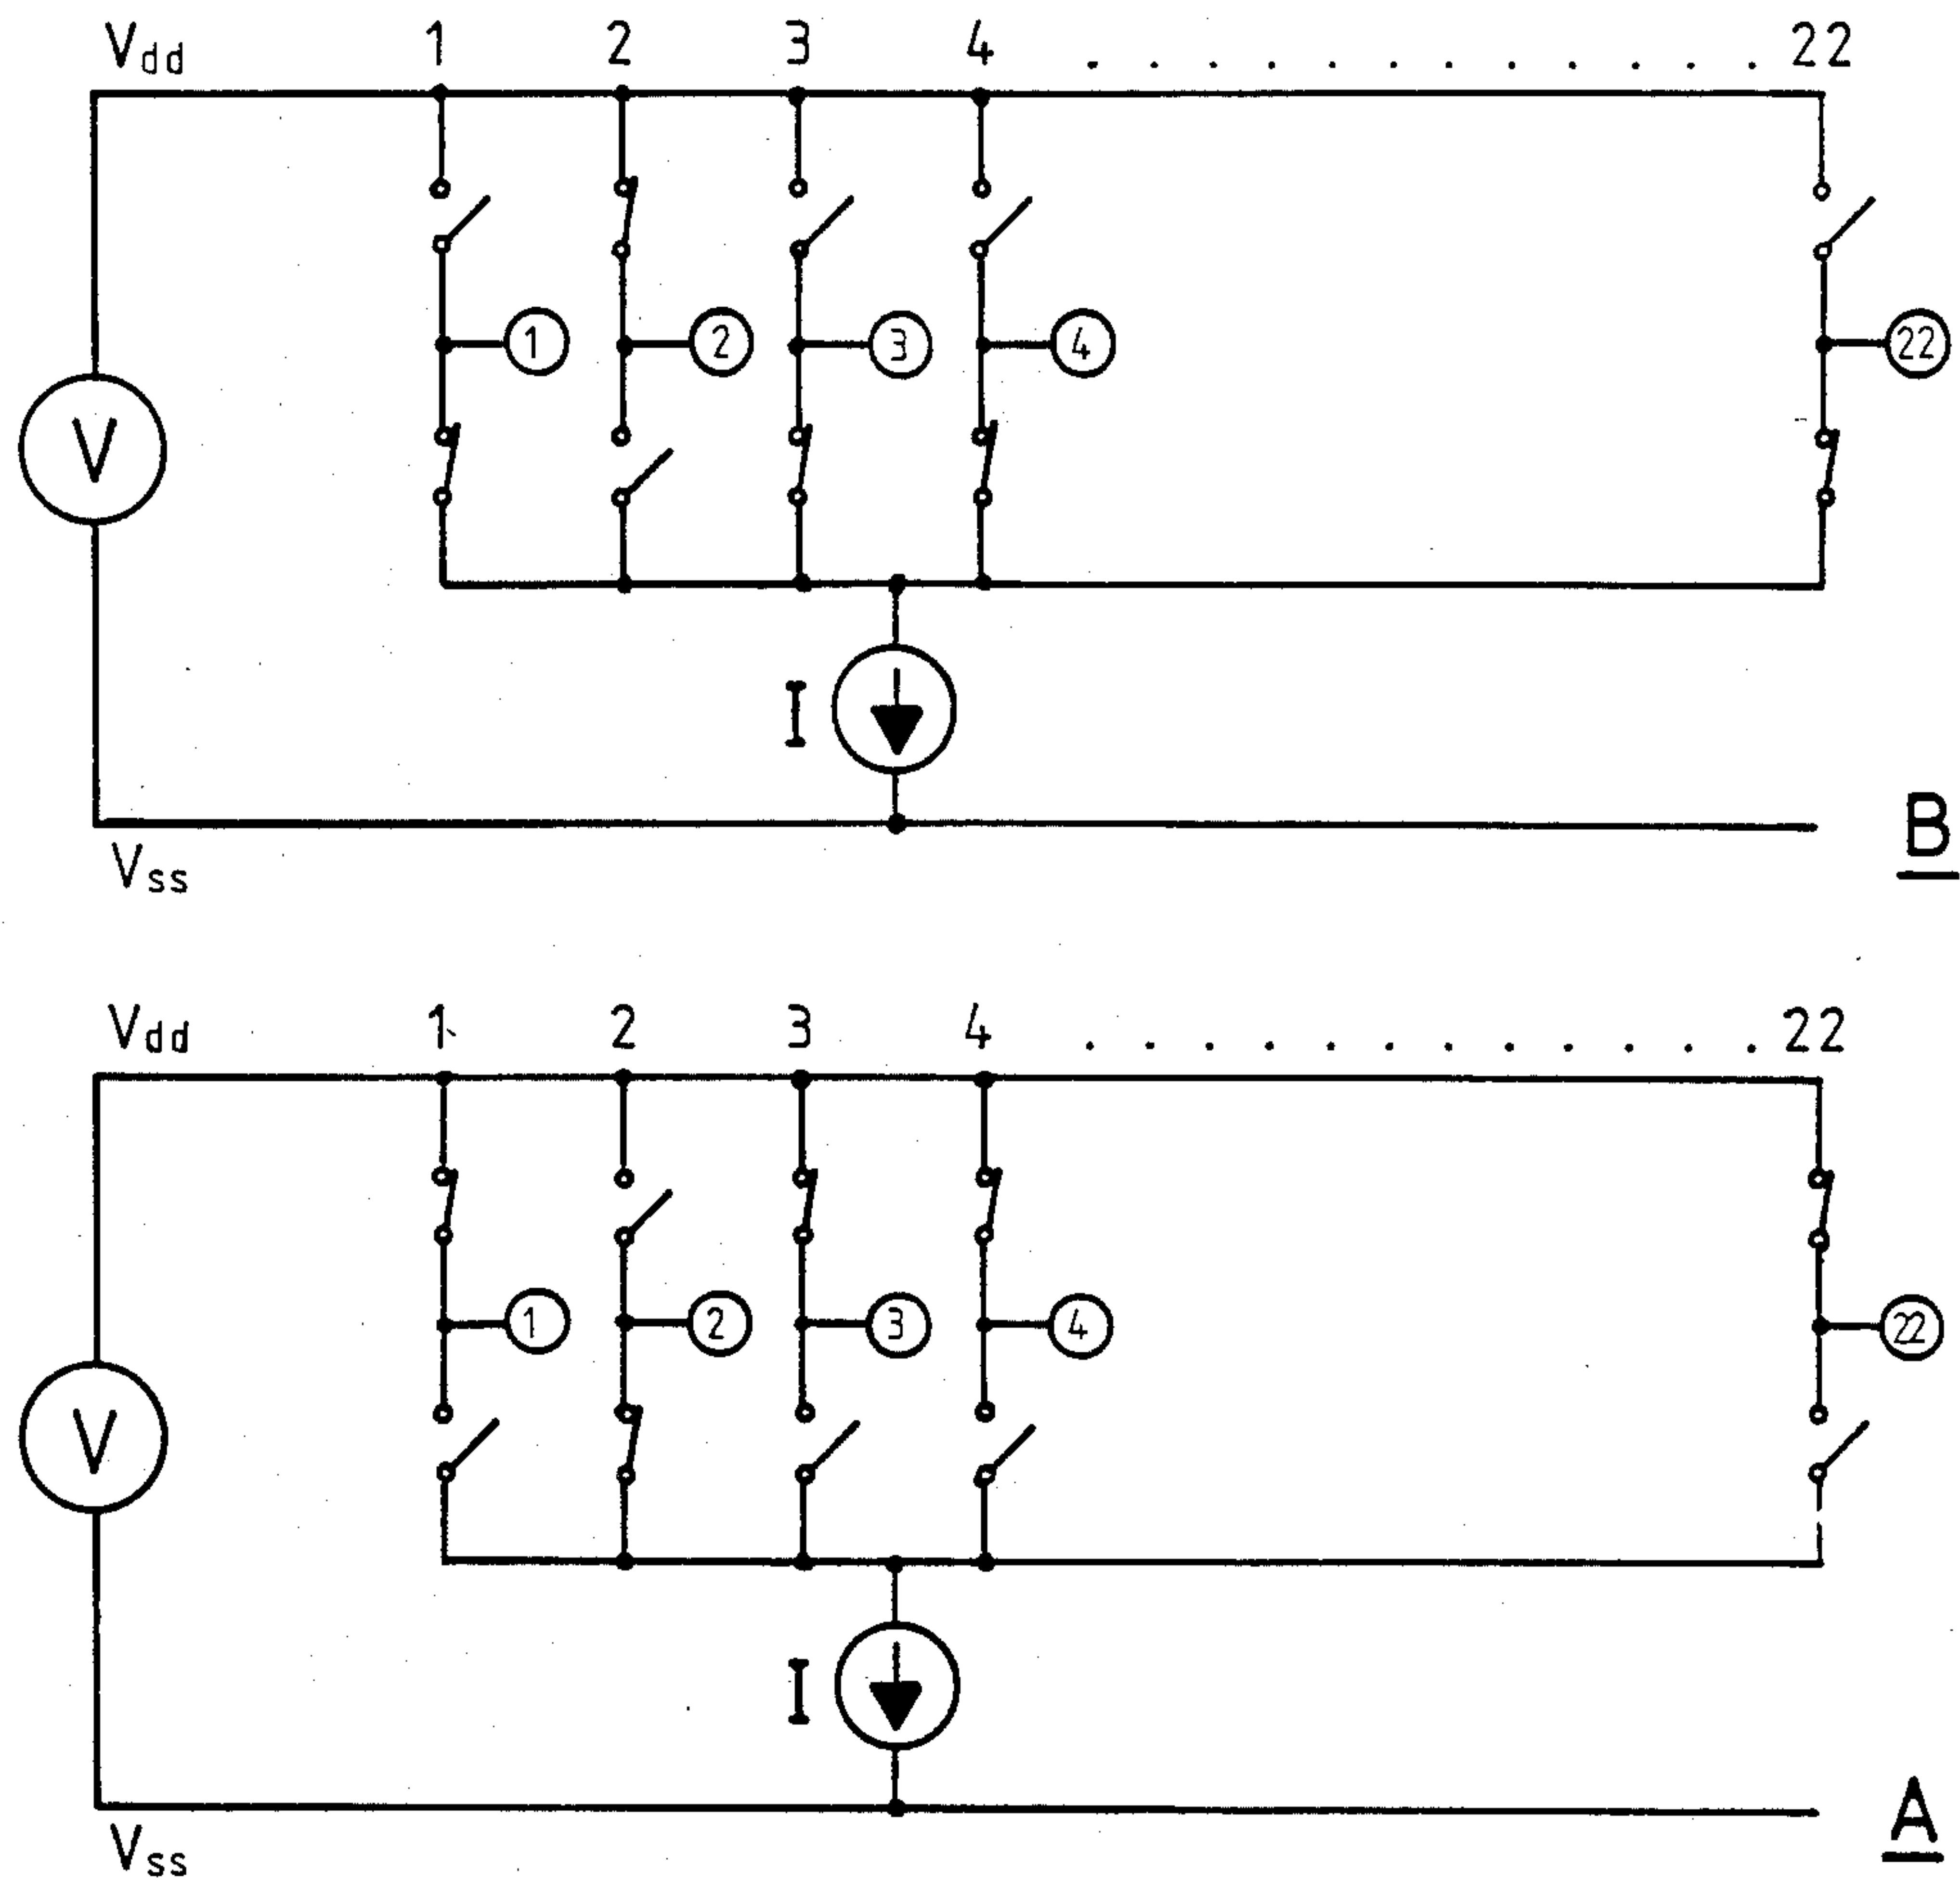 Vdd 1 2 3 4 . . . . . . . . . . . . 22
1 2 3 4 22
V
I
Vss
B
Vdd 1 2 3 4 . . . . . . . . . . . . 22
1 2 3 4 22
V
I
Vss
A